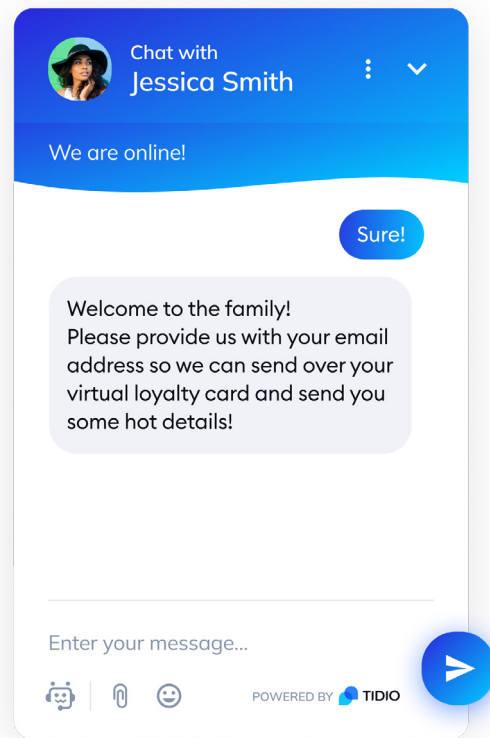 Chat with
Jessica Smith
We are online!
Sure!
Welcome to the family!
Please provide us with your email
address so we can send over your
virtual loyalty card and send you
some hot details!
Enter your message...
POWERED BY TIDIO